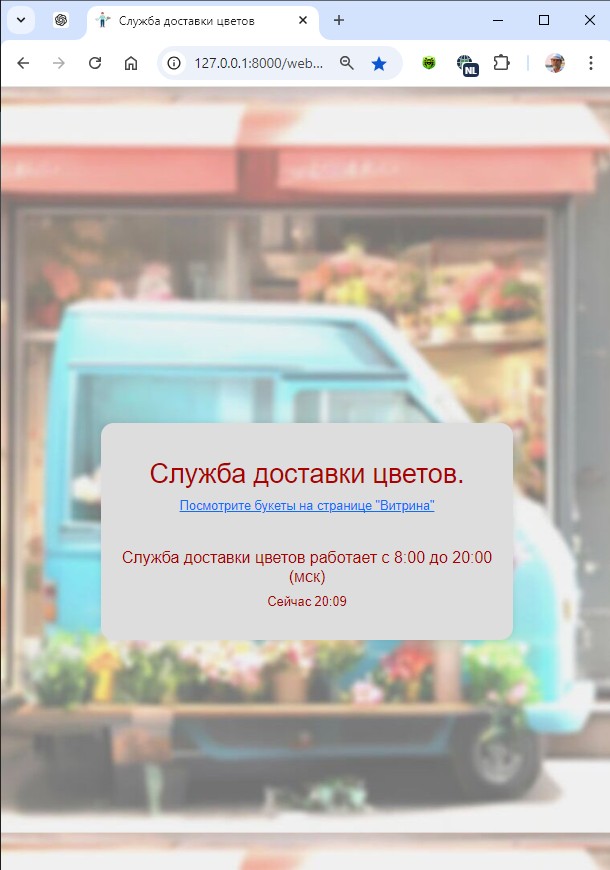 Служба доставки цветов
127.0.0.1:8000/web...
NL
Служба доставки цветов.
Посмотрите букеты на странице "Витрина"
Служба доставки цветов работает с 8:00 до 20:00
(мск)
Сейчас 20:09